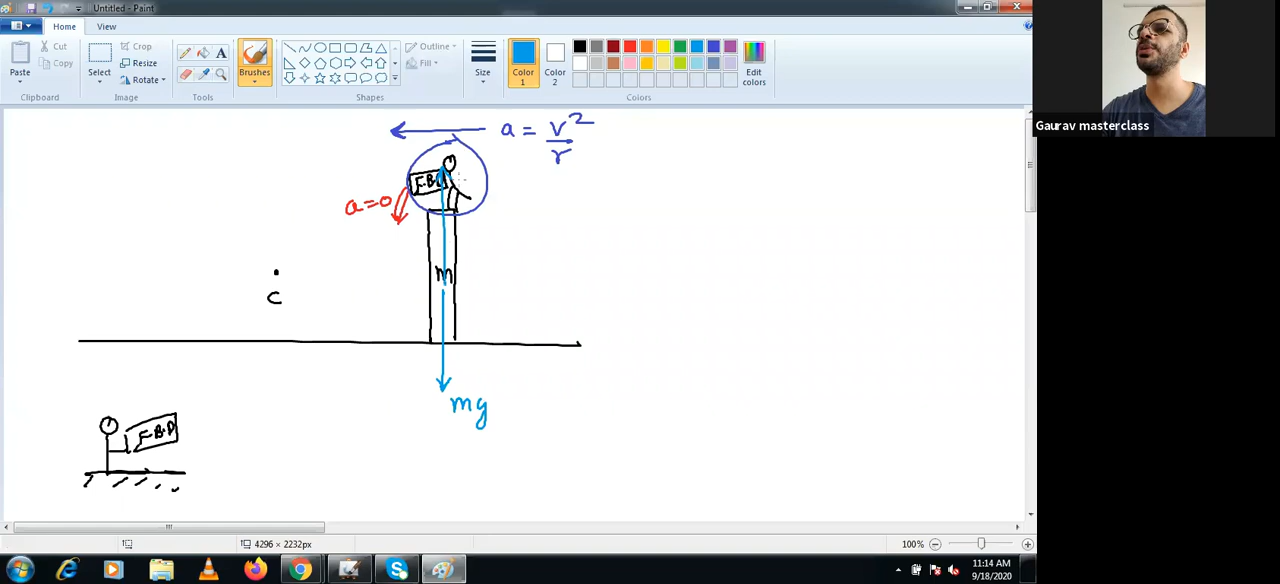 Untitled - Paint
Home View
Paste
Cut
Copy
Clipboard
Select
Crop
Resize
Rotate
Image
A
Tools
Brushes
Outline
Fill
Shapes
Size
Color 1
Color 2
Edit colors
Colors
Gaurav masterclass
a = v²/r
F.B.
a=0
m
c
mg
F.B.D
4296 × 2232px
100%
11:14 AM
9/18/2020